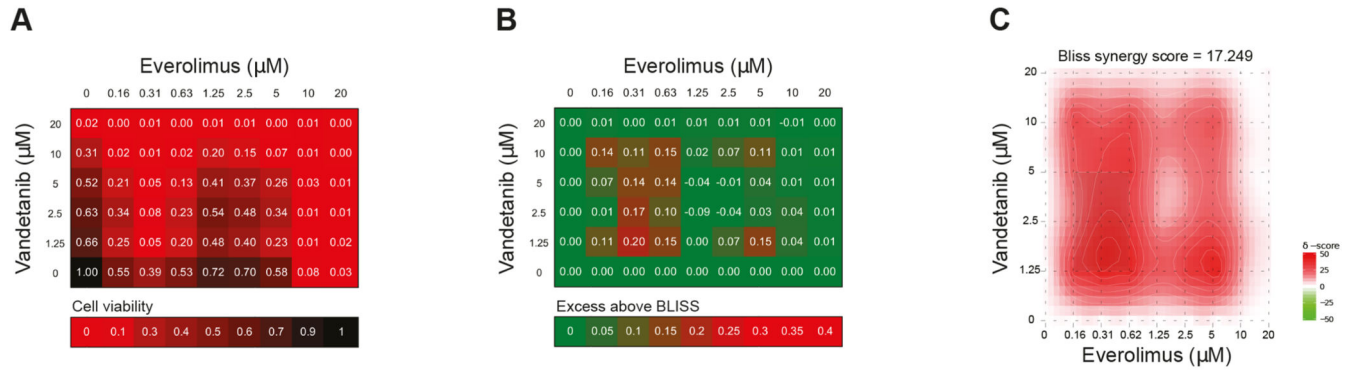 A
Everolimus (µM)
0 0.16 0.31 0.63 1.25 2.5 5 10 20
Vandetanib (µM)
20 0.02 0.00 0.01 0.00 0.01 0.01 0.00 0.01 0.00
10 0.31 0.02 0.01 0.02 0.20 0.15 0.07 0.01 0.00
5 0.52 0.21 0.05 0.13 0.41 0.37 0.26 0.03 0.01
2.5 0.63 0.34 0.08 0.23 0.54 0.48 0.34 0.01 0.01
1.25 0.66 0.25 0.05 0.20 0.48 0.40 0.23 0.01 0.02
0 1.00 0.55 0.39 0.53 0.72 0.70 0.58 0.08 0.03
Cell viability
0 0.1 0.3 0.4 0.5 0.6 0.7 0.9 1
B
Everolimus (µM)
0 0.16 0.31 0.63 1.25 2.5 5 10 20
Vandetanib (µM)
20 0.00 0.01 0.00 0.01 0.01 0.01 0.01 -0.01 0.00
10 0.00 0.14 0.11 0.15 0.02 0.07 0.11 0.01 0.01
5 0.00 0.07 0.14 0.14 -0.04 -0.01 0.04 0.01 0.01
2.5 0.00 0.01 0.17 0.10 -0.09 -0.04 0.03 0.04 0.01
1.25 0.00 0.11 0.20 0.15 0.00 0.07 0.15 0.04 0.01
0 0.00 0.00 0.00 0.00 0.00 0.00 0.00 0.00 0.00
Excess above BLISS
0 0.05 0.1 0.15 0.2 0.25 0.3 0.35 0.4
C
Bliss synergy score = 17.249
Vandetanib (µM)
20
10
5
2.5
1.25
0
0 0.16 0.31 0.62 1.25 2.5 5 10 20
Everolimus (µM)
δ –score
50
25
0
−25
−50